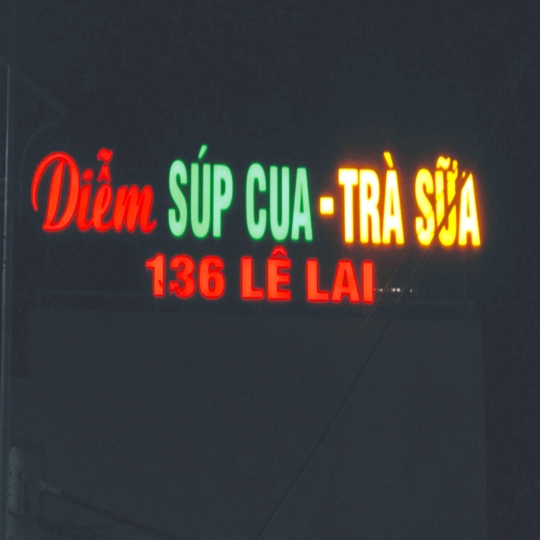 Diễm SÚP CUA - TRÀ SỮA
136 LÊ LAI